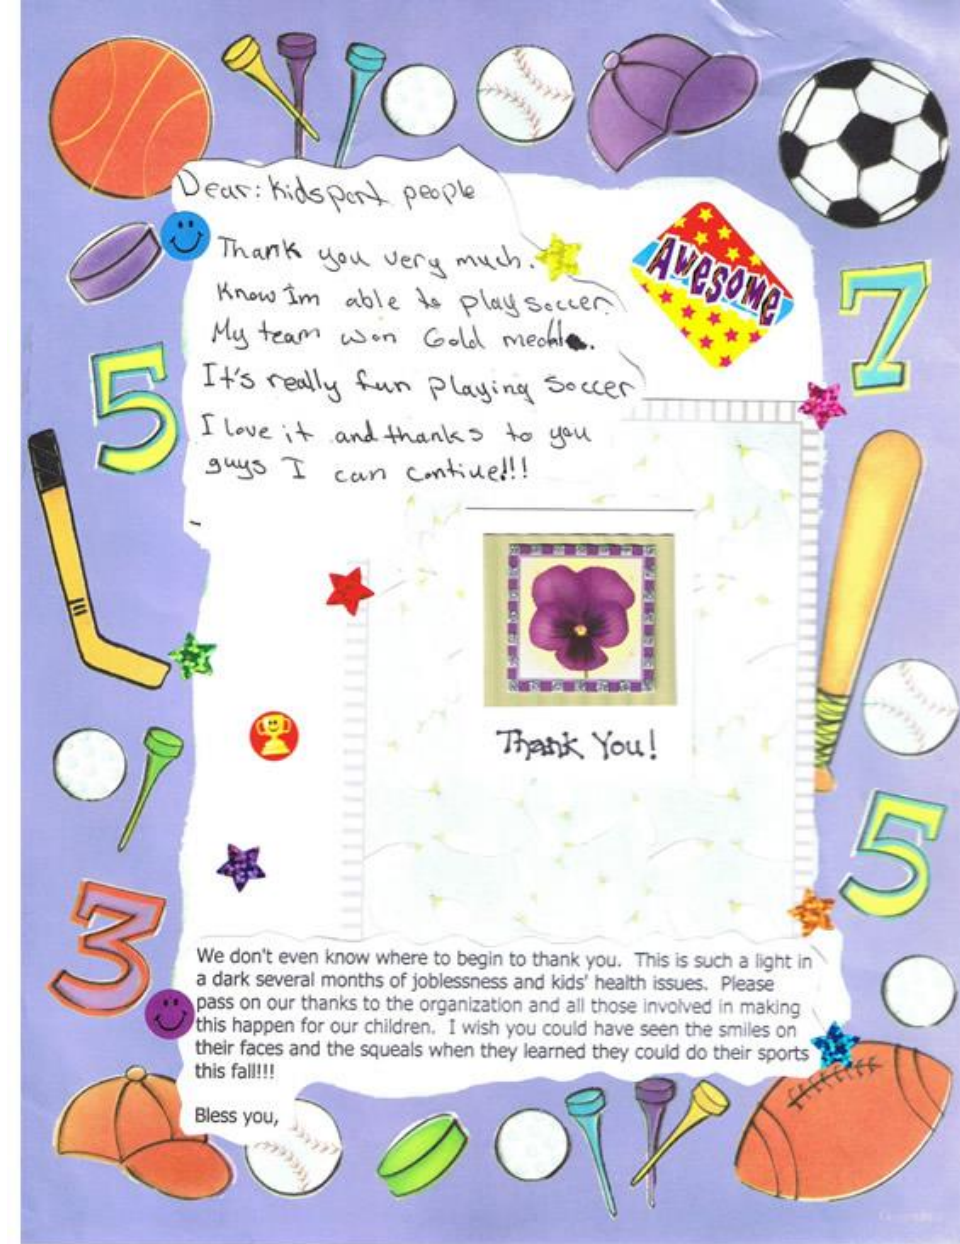 Dear: Kidsport people
Thank you very much.
Know Im able to play soccer.
My team won Gold
It's really fun playing Soccer
I love it and thanks to you
guys I can contiue!!!
AWESOME
7
5
Thank You!
5
3
We don't even know where to begin to thank you. This is such a light in
a dark several months of joblessness and kids' health issues. Please
pass on our thanks to the organization and all those involved in making
this happen for our children. I wish you could have seen the smiles on
their faces and the squeals when they learned they could do their sports
this fall!!!
Bless you,